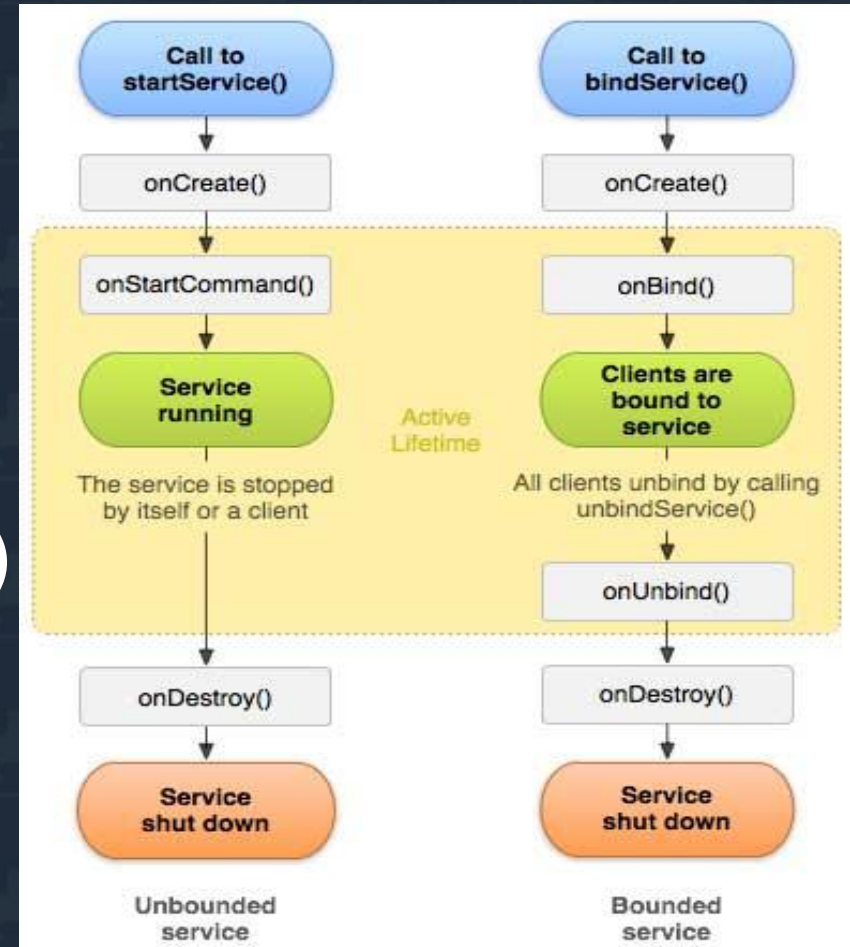 Call to
startService()
onCreate()
onStartCommand()
Service
running
The service is stopped
by itself or a client
onDestroy()
Service
shut down
Unbounded
service
Active
Lifetime
Call to
bindService()
onCreate()
onBind()
Clients are
bound to
service
All clients unbind by calling
unbindService()
onUnbind()
onDestroy()
Service
shut down
Bounded
service